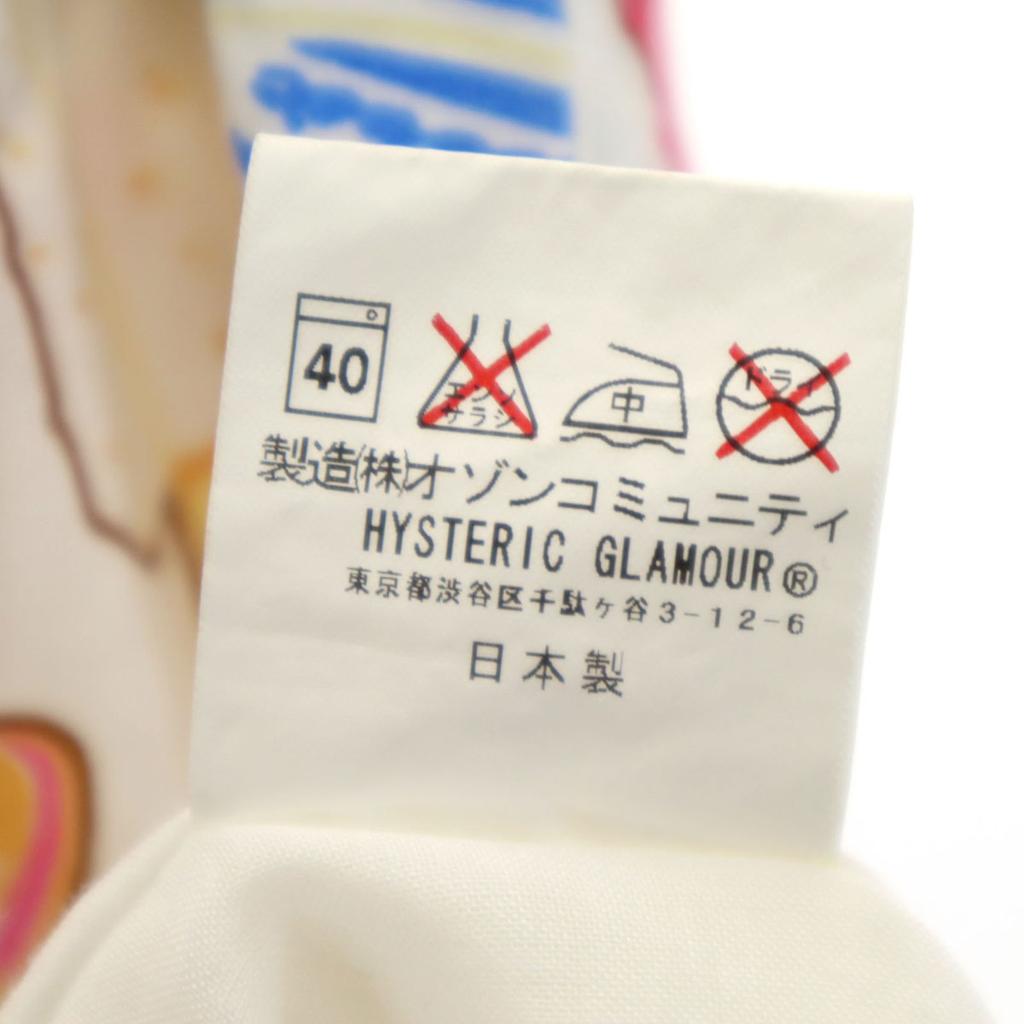 40 エンソサラシ 中 ドライ
製造(株)オゾンコミュニティ
HYSTERIC GLAMOUR®
東京都渋谷区千駄ヶ谷3-12-6
日本製